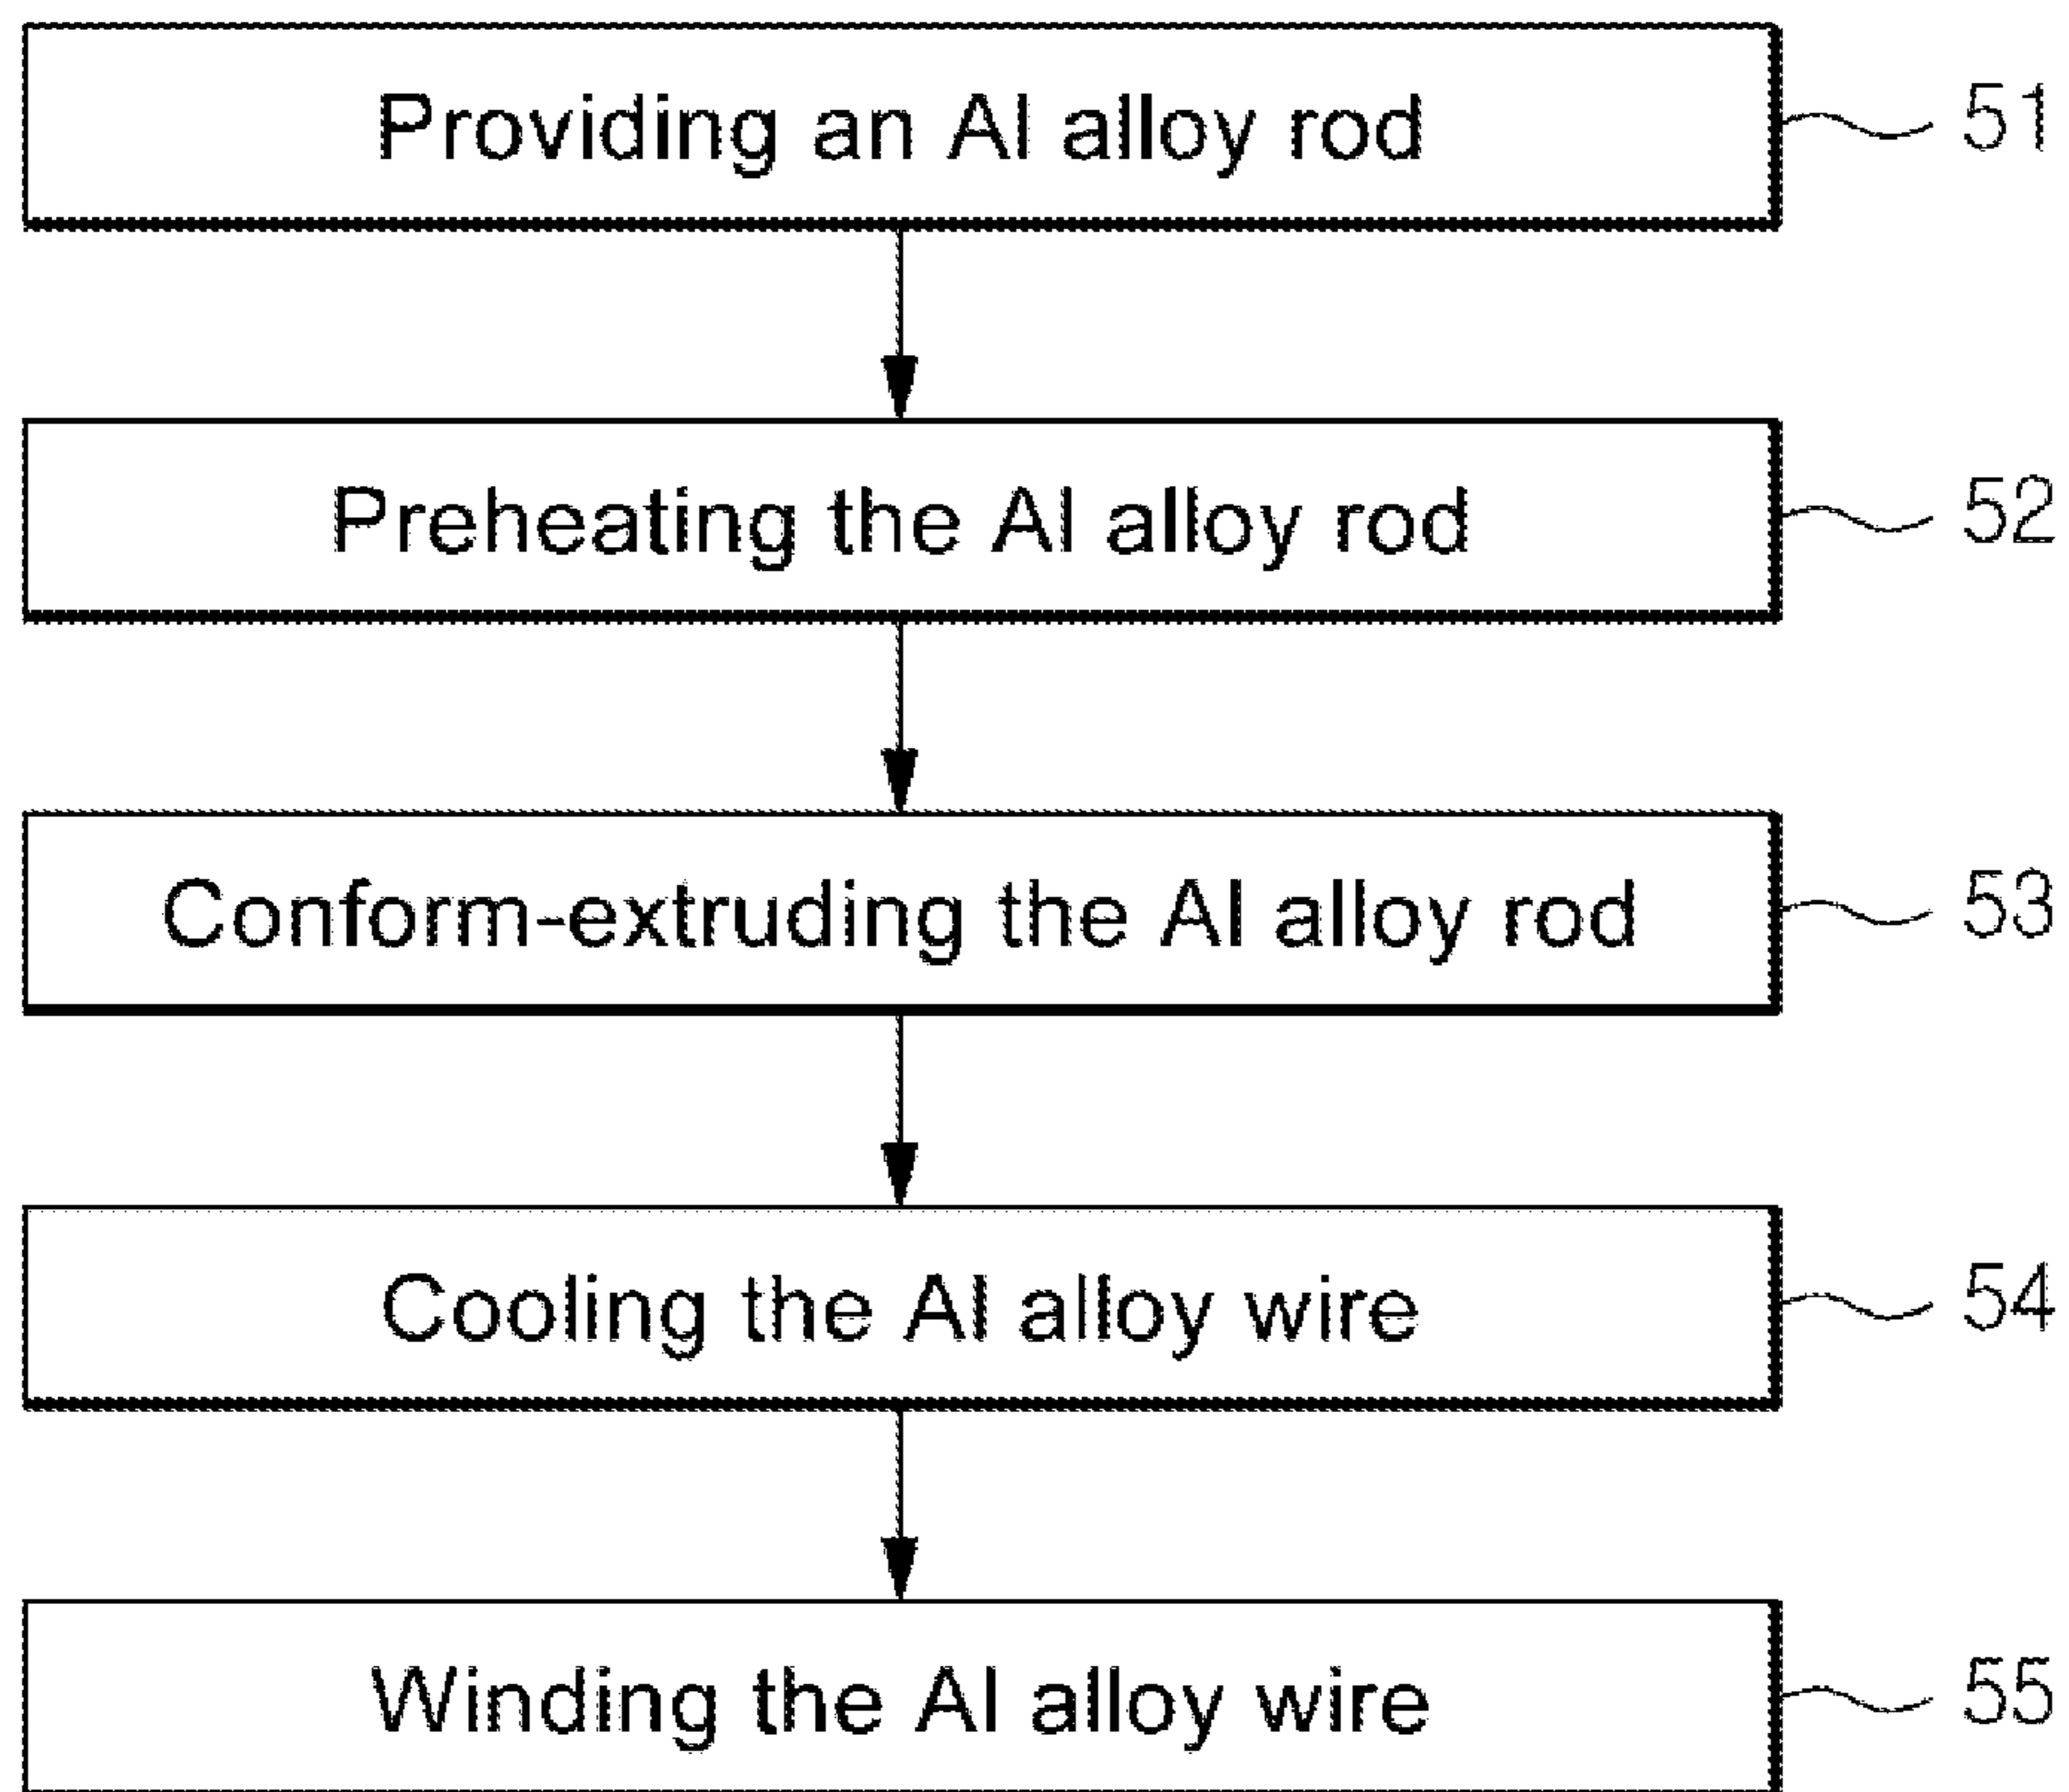 Providing an Al alloy rod 51
Preheating the Al alloy rod 52
Conform-extruding the Al alloy rod 53
Cooling the Al alloy wire 54
Winding the Al alloy wire 55